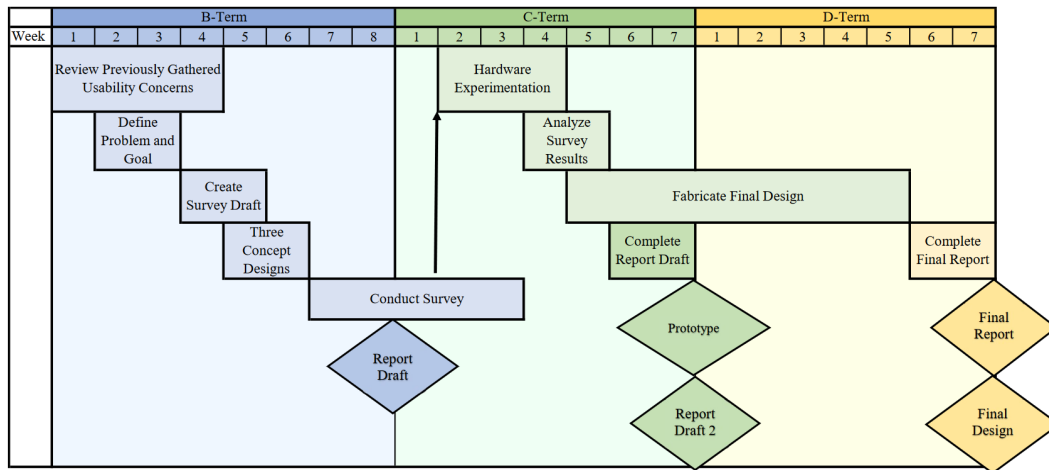 B-Term C-Term D-Term
Week 1 2 3 4 5 6 7 8 1 2 3 4 5 6 7 1 2 3 4 5 6 7
Review Previously Gathered
Usability Concerns
Hardware
Experimentation
Define
Problem and
Goal
Analyze
Survey
Results
Create
Survey Draft
Fabricate Final Design
Three
Concept
Designs
Complete
Report Draft
Complete
Final Report
Conduct Survey
Report
Draft
Prototype
Final
Report
Report
Draft 2
Final
Design